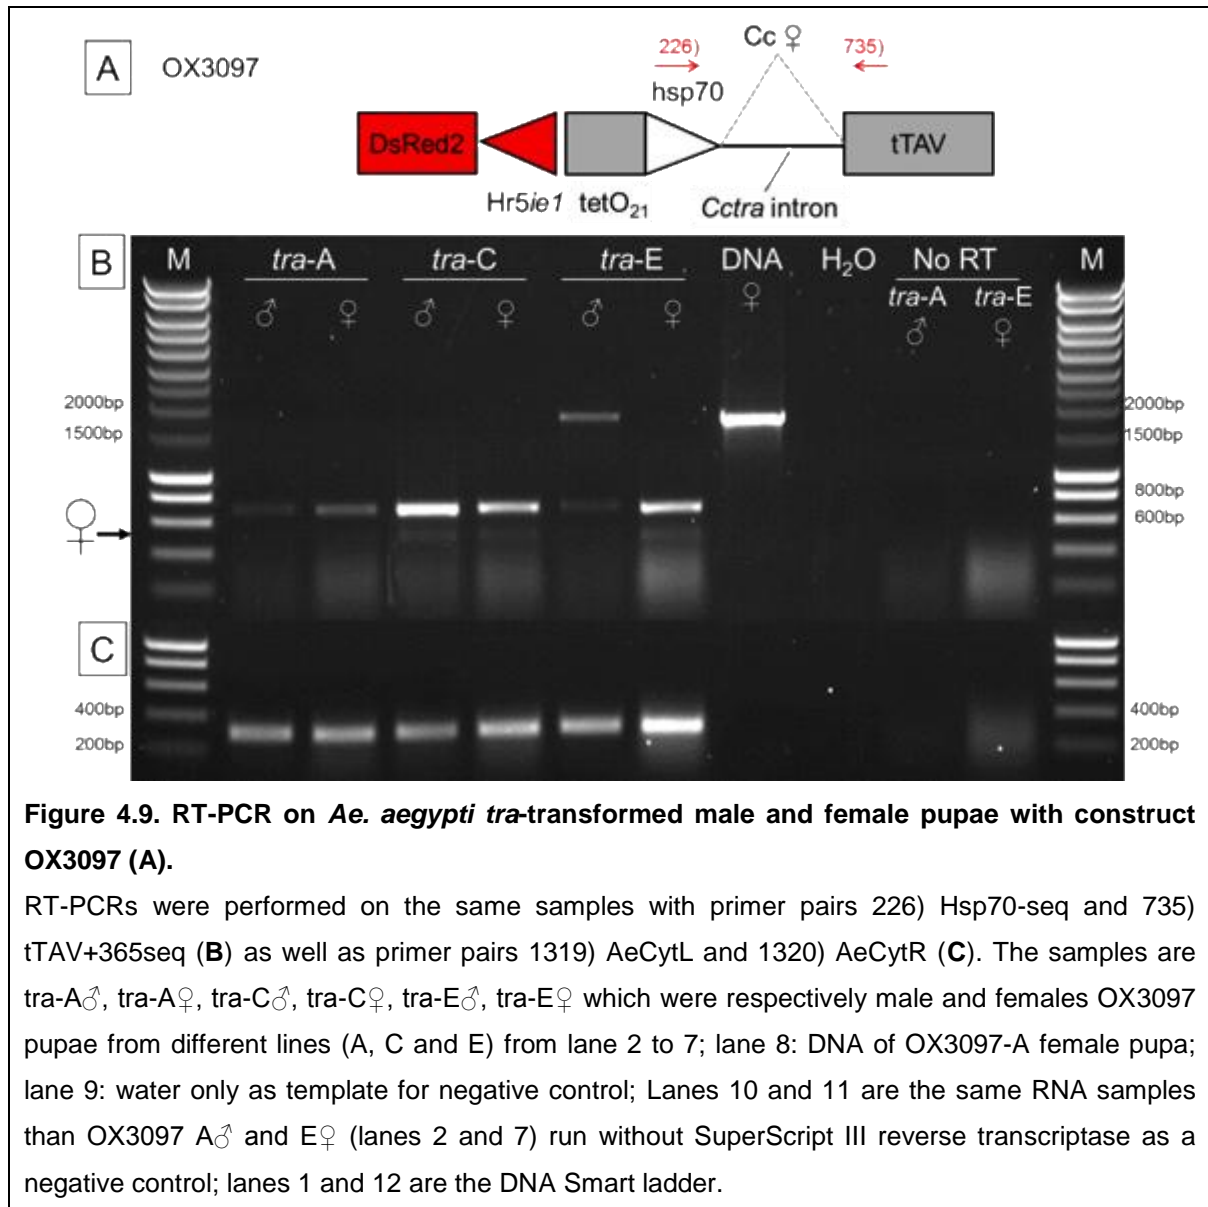 A OX3097
226) Cc ♀ 735)
hsp70
DsRed2 tTAV
Hr5ie1 tetO21 Cctra intron
B M tra-A tra-C tra-E DNA H2O No RT M
tra-A tra-E
♂ ♀ ♂ ♀ ♂ ♀ ♀ ♂ ♀
2000bp 2000bp
1500bp 1500bp
800bp
♀ 600bp
C
400bp 400bp
200bp 200bp
Figure 4.9. RT-PCR on Ae. aegypti tra-transformed male and female pupae with construct
OX3097 (A).
RT-PCRs were performed on the same samples with primer pairs 226) Hsp70-seq and 735)
tTAV+365seq (B) as well as primer pairs 1319) AeCytL and 1320) AeCytR (C). The samples are
tra-A♂, tra-A♀, tra-C♂, tra-C♀, tra-E♂, tra-E♀ which were respectively male and females OX3097
pupae from different lines (A, C and E) from lane 2 to 7; lane 8: DNA of OX3097-A female pupa;
lane 9: water only as template for negative control; Lanes 10 and 11 are the same RNA samples
than OX3097 A♂ and E♀ (lanes 2 and 7) run without SuperScript III reverse transcriptase as a
negative control; lanes 1 and 12 are the DNA Smart ladder.